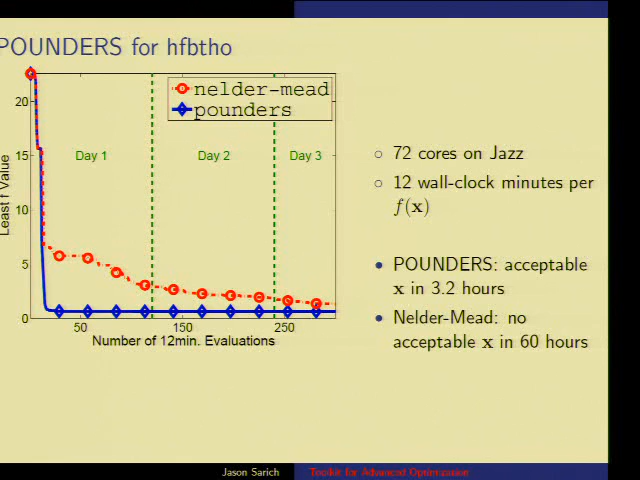 POUNDERS for hfbtho
nelder-mead
pounders
Day 1
Day 2
Day 3
Least f Value
20
15
10
5
0
50
150
250
Number of 12min. Evaluations
72 cores on Jazz
12 wall-clock minutes per
f(x)
POUNDERS: acceptable
x in 3.2 hours
Nelder-Mead: no
acceptable x in 60 hours
Jason Sarich
Toolkit for Advanced Optimization